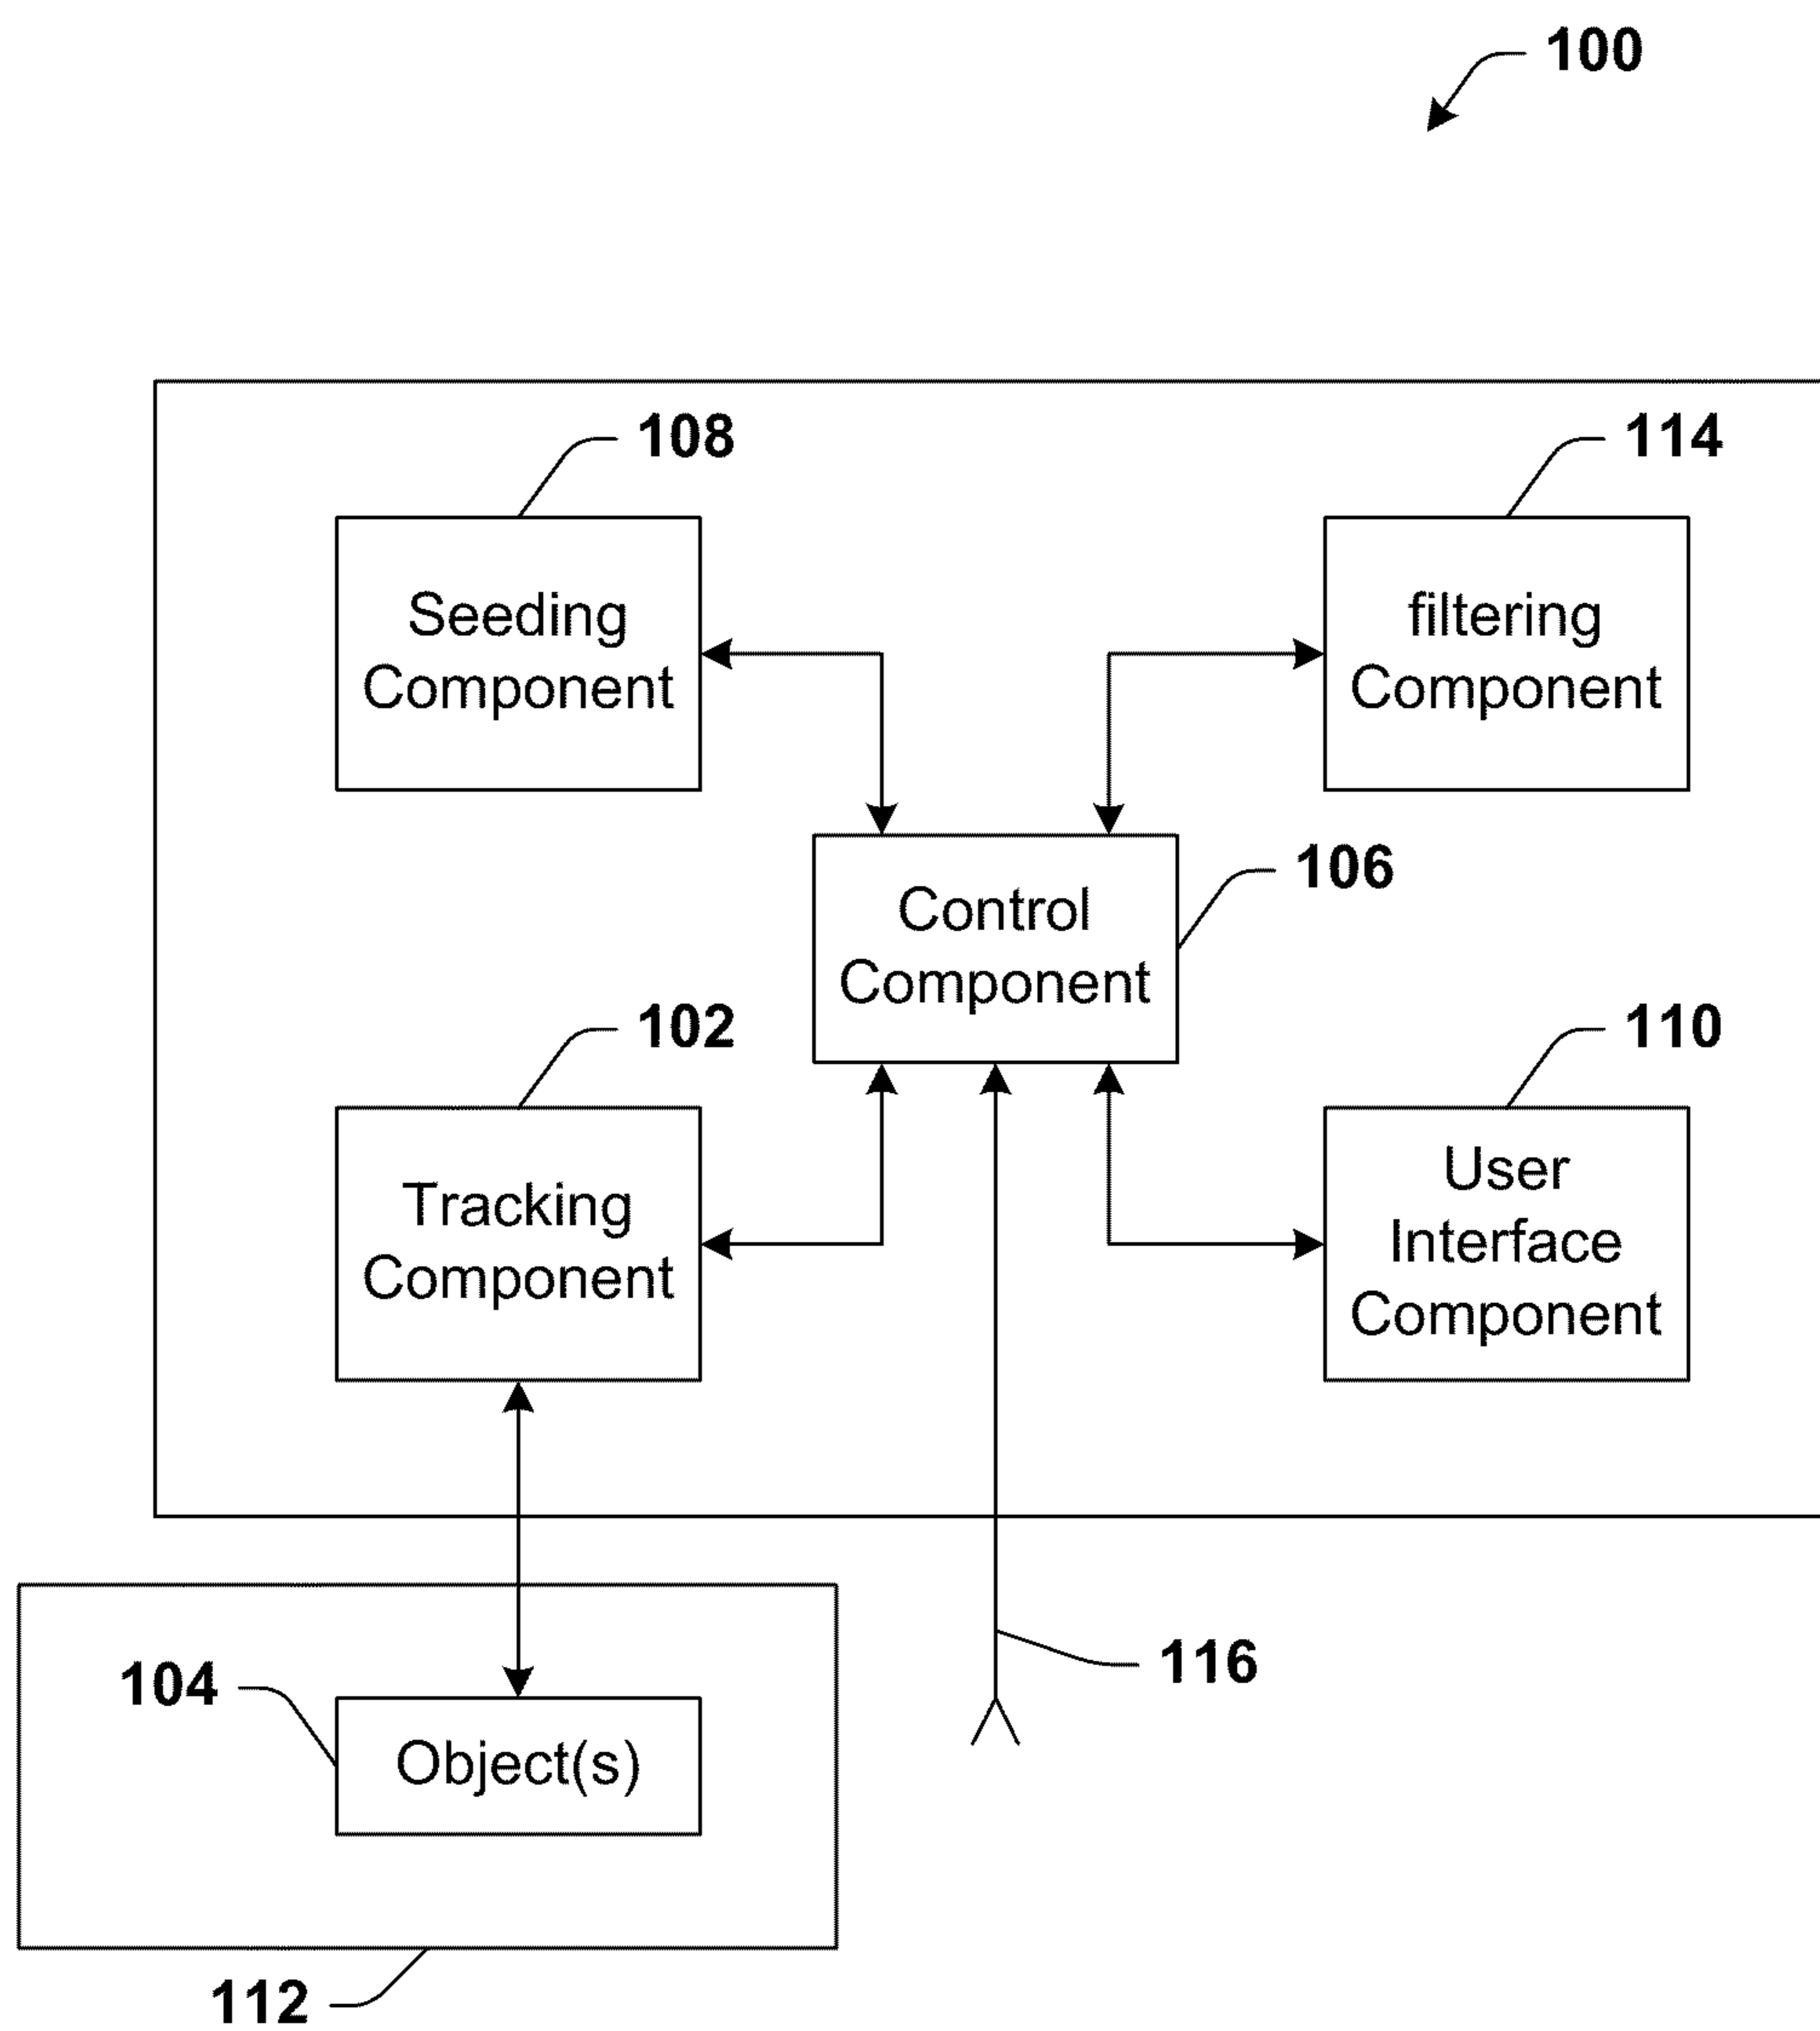 100
108
114
Seeding
Component
filtering
Component
106
Control
Component
102
110
Tracking
Component
User
Interface
Component
104
Object(s)
116
112